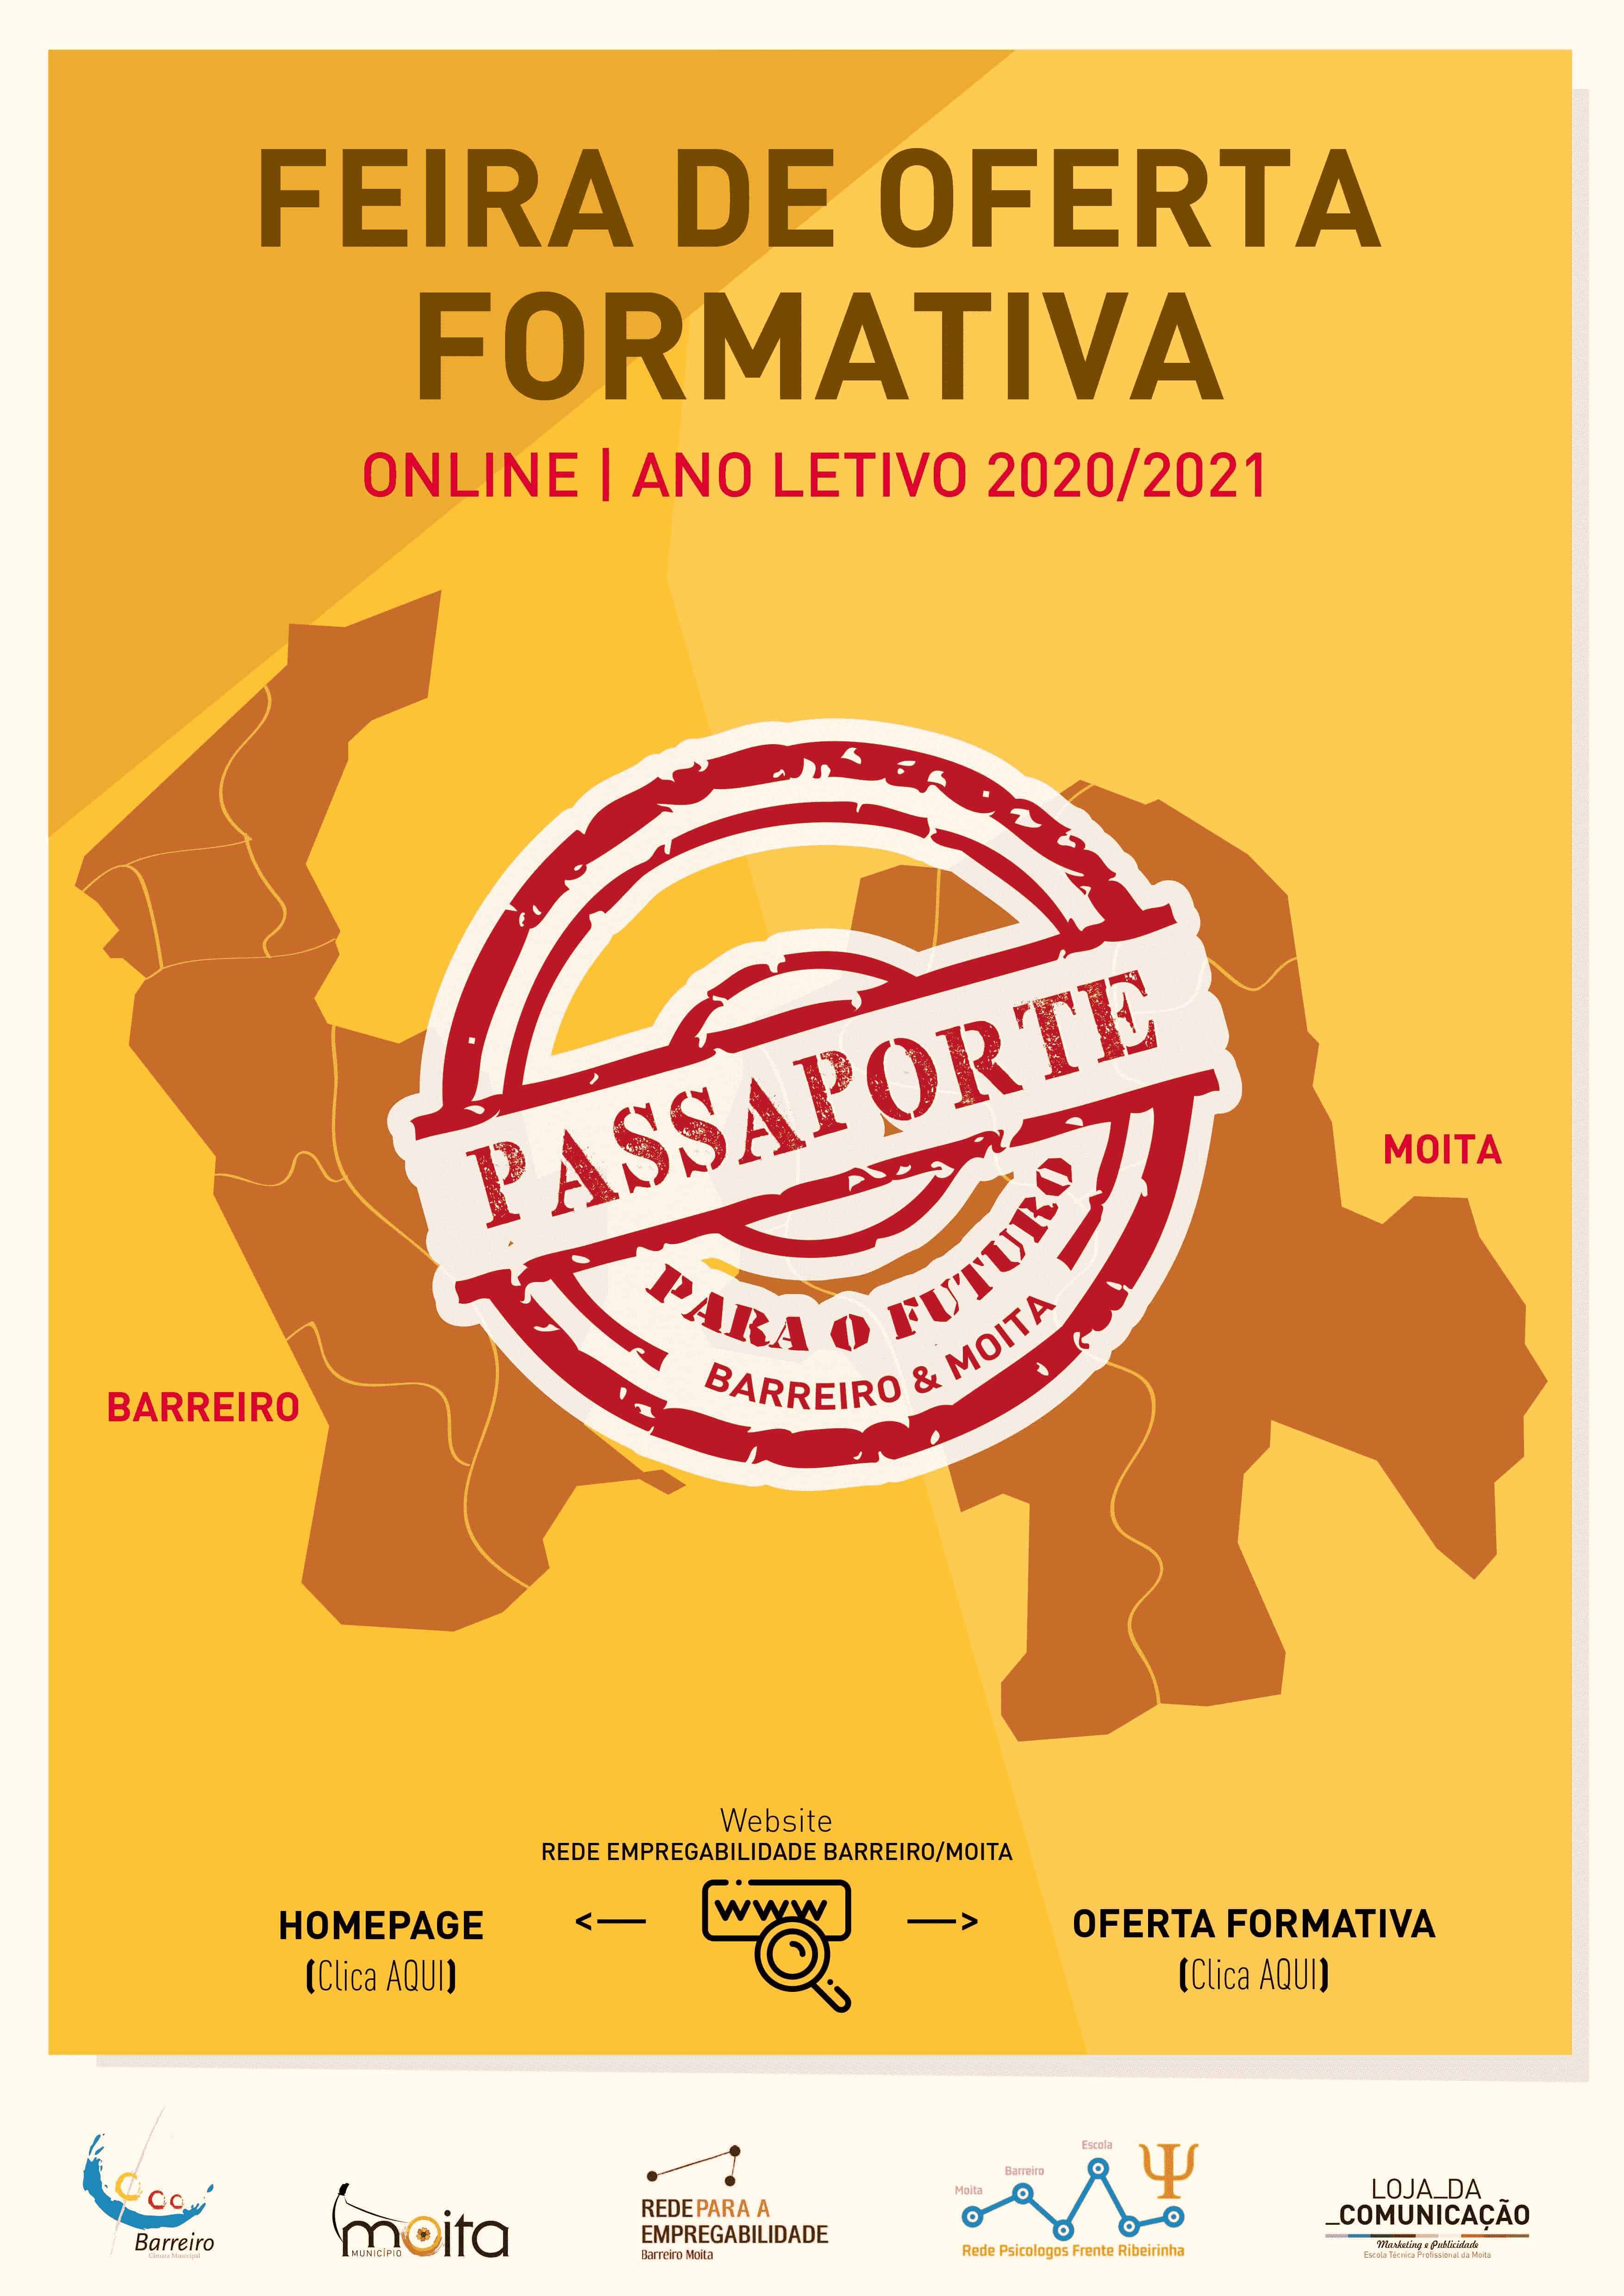 FEIRA DE OFERTA
FORMATIVA
ONLINE | ANO LETIVO 2020/2021
PASSAPORTE
PARA O FUTURO
BARREIRO & MOITA
MOITA
BARREIRO
Website
REDE EMPREGABILIDADE BARREIRO/MOITA
www
HOMEPAGE
(Clica AQUI)
<—
—>
OFERTA FORMATIVA
(Clica AQUI)
Barreiro
Câmara Municipal
moita
MUNICÍPIO
REDE PARA A
EMPREGABILIDADE
Barreiro Moita
Moita
Barreiro
Escola
Ψ
Rede Psicologos Frente Ribeirinha
LOJA_DA
_COMUNICAÇÃO
Marketing e Publicidade
Escola Técnica Profissional da Moita